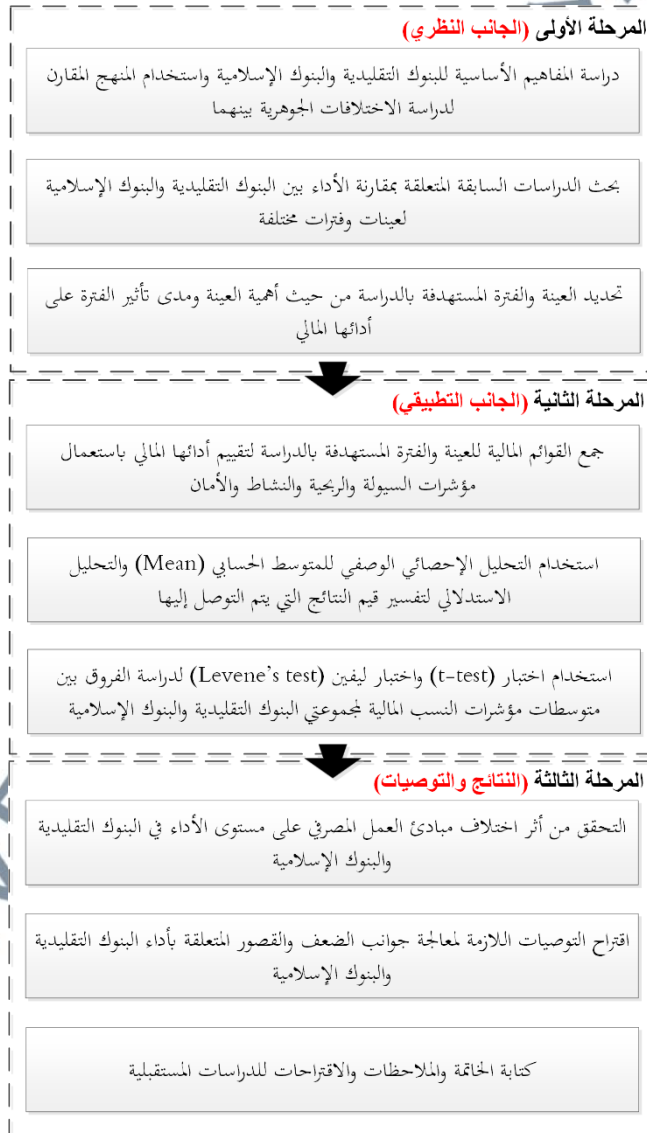 المرحلة الأولى (الجانب النظري)
دراسة المفاهيم الأساسية للبنوك التقليدية والبنوك الإسلامية واستخدام المنهج المقارن
لدراسة الاختلافات الجوهرية بينهما
بحث الدراسات السابقة المتعلقة بمقارنة الأداء بين البنوك التقليدية والبنوك الإسلامية
لعينات وفترات مختلفة
تحديد العينة والفترة المستهدفة بالدراسة من حيث أهمية العينة ومدى تأثير الفترة على
أدائها المالي
المرحلة الثانية (الجانب التطبيقي)
جمع القوائم المالية للعينة والفترة المستهدفة بالدراسة لتقييم أدائها المالي باستعمال
مؤشرات السيولة والربحية والنشاط والأمان
استخدام التحليل الإحصائي الوصفي للمتوسط الحسابي (Mean) والتحليل
الاستدلالي لتفسير قيم النتائج التي يتم التوصل إليها
استخدام اختبار (t-test) واختبار ليفين (Levene's test) لدراسة الفروق بين
متوسطات مؤشرات النسب المالية لمجموعتي البنوك التقليدية والبنوك الإسلامية
المرحلة الثالثة (النتائج والتوصيات)
التحقق من أثر اختلاف مبادئ العمل المصرفي على مستوى الأداء في البنوك التقليدية
والبنوك الإسلامية
اقتراح التوصيات اللازمة لمعالجة جوانب الضعف والقصور المتعلقة بأداء البنوك التقليدية
والبنوك الإسلامية
كتابة الخاتمة والملاحظات والاقتراحات للدراسات المستقبلية